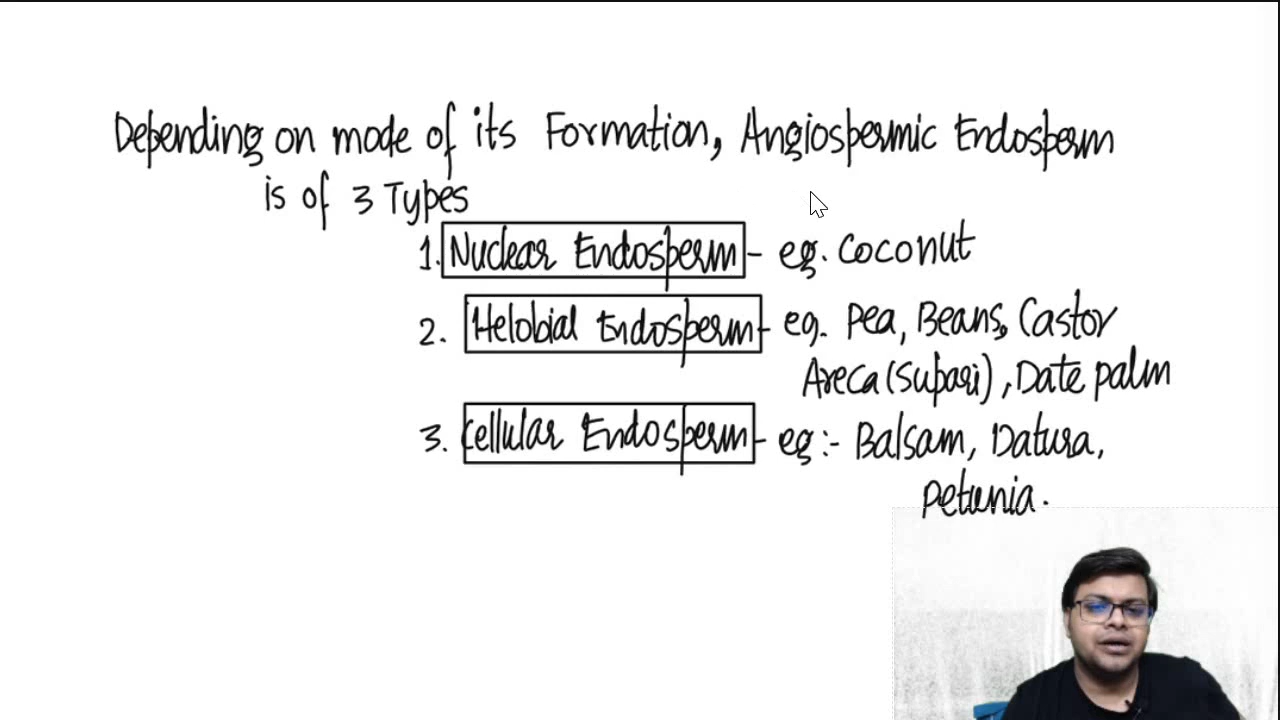 Depending on mode of its Formation, Angiospermic Endosperm
is of 3 Types
1. Nuclear Endosperm - eg. Coconut
2. Helobial Endosperm - eg. Pea, Beans, Castor
Areca (Supari), Date palm
3. Cellular Endosperm - eg :- Balsam, Datura,
Petunia.